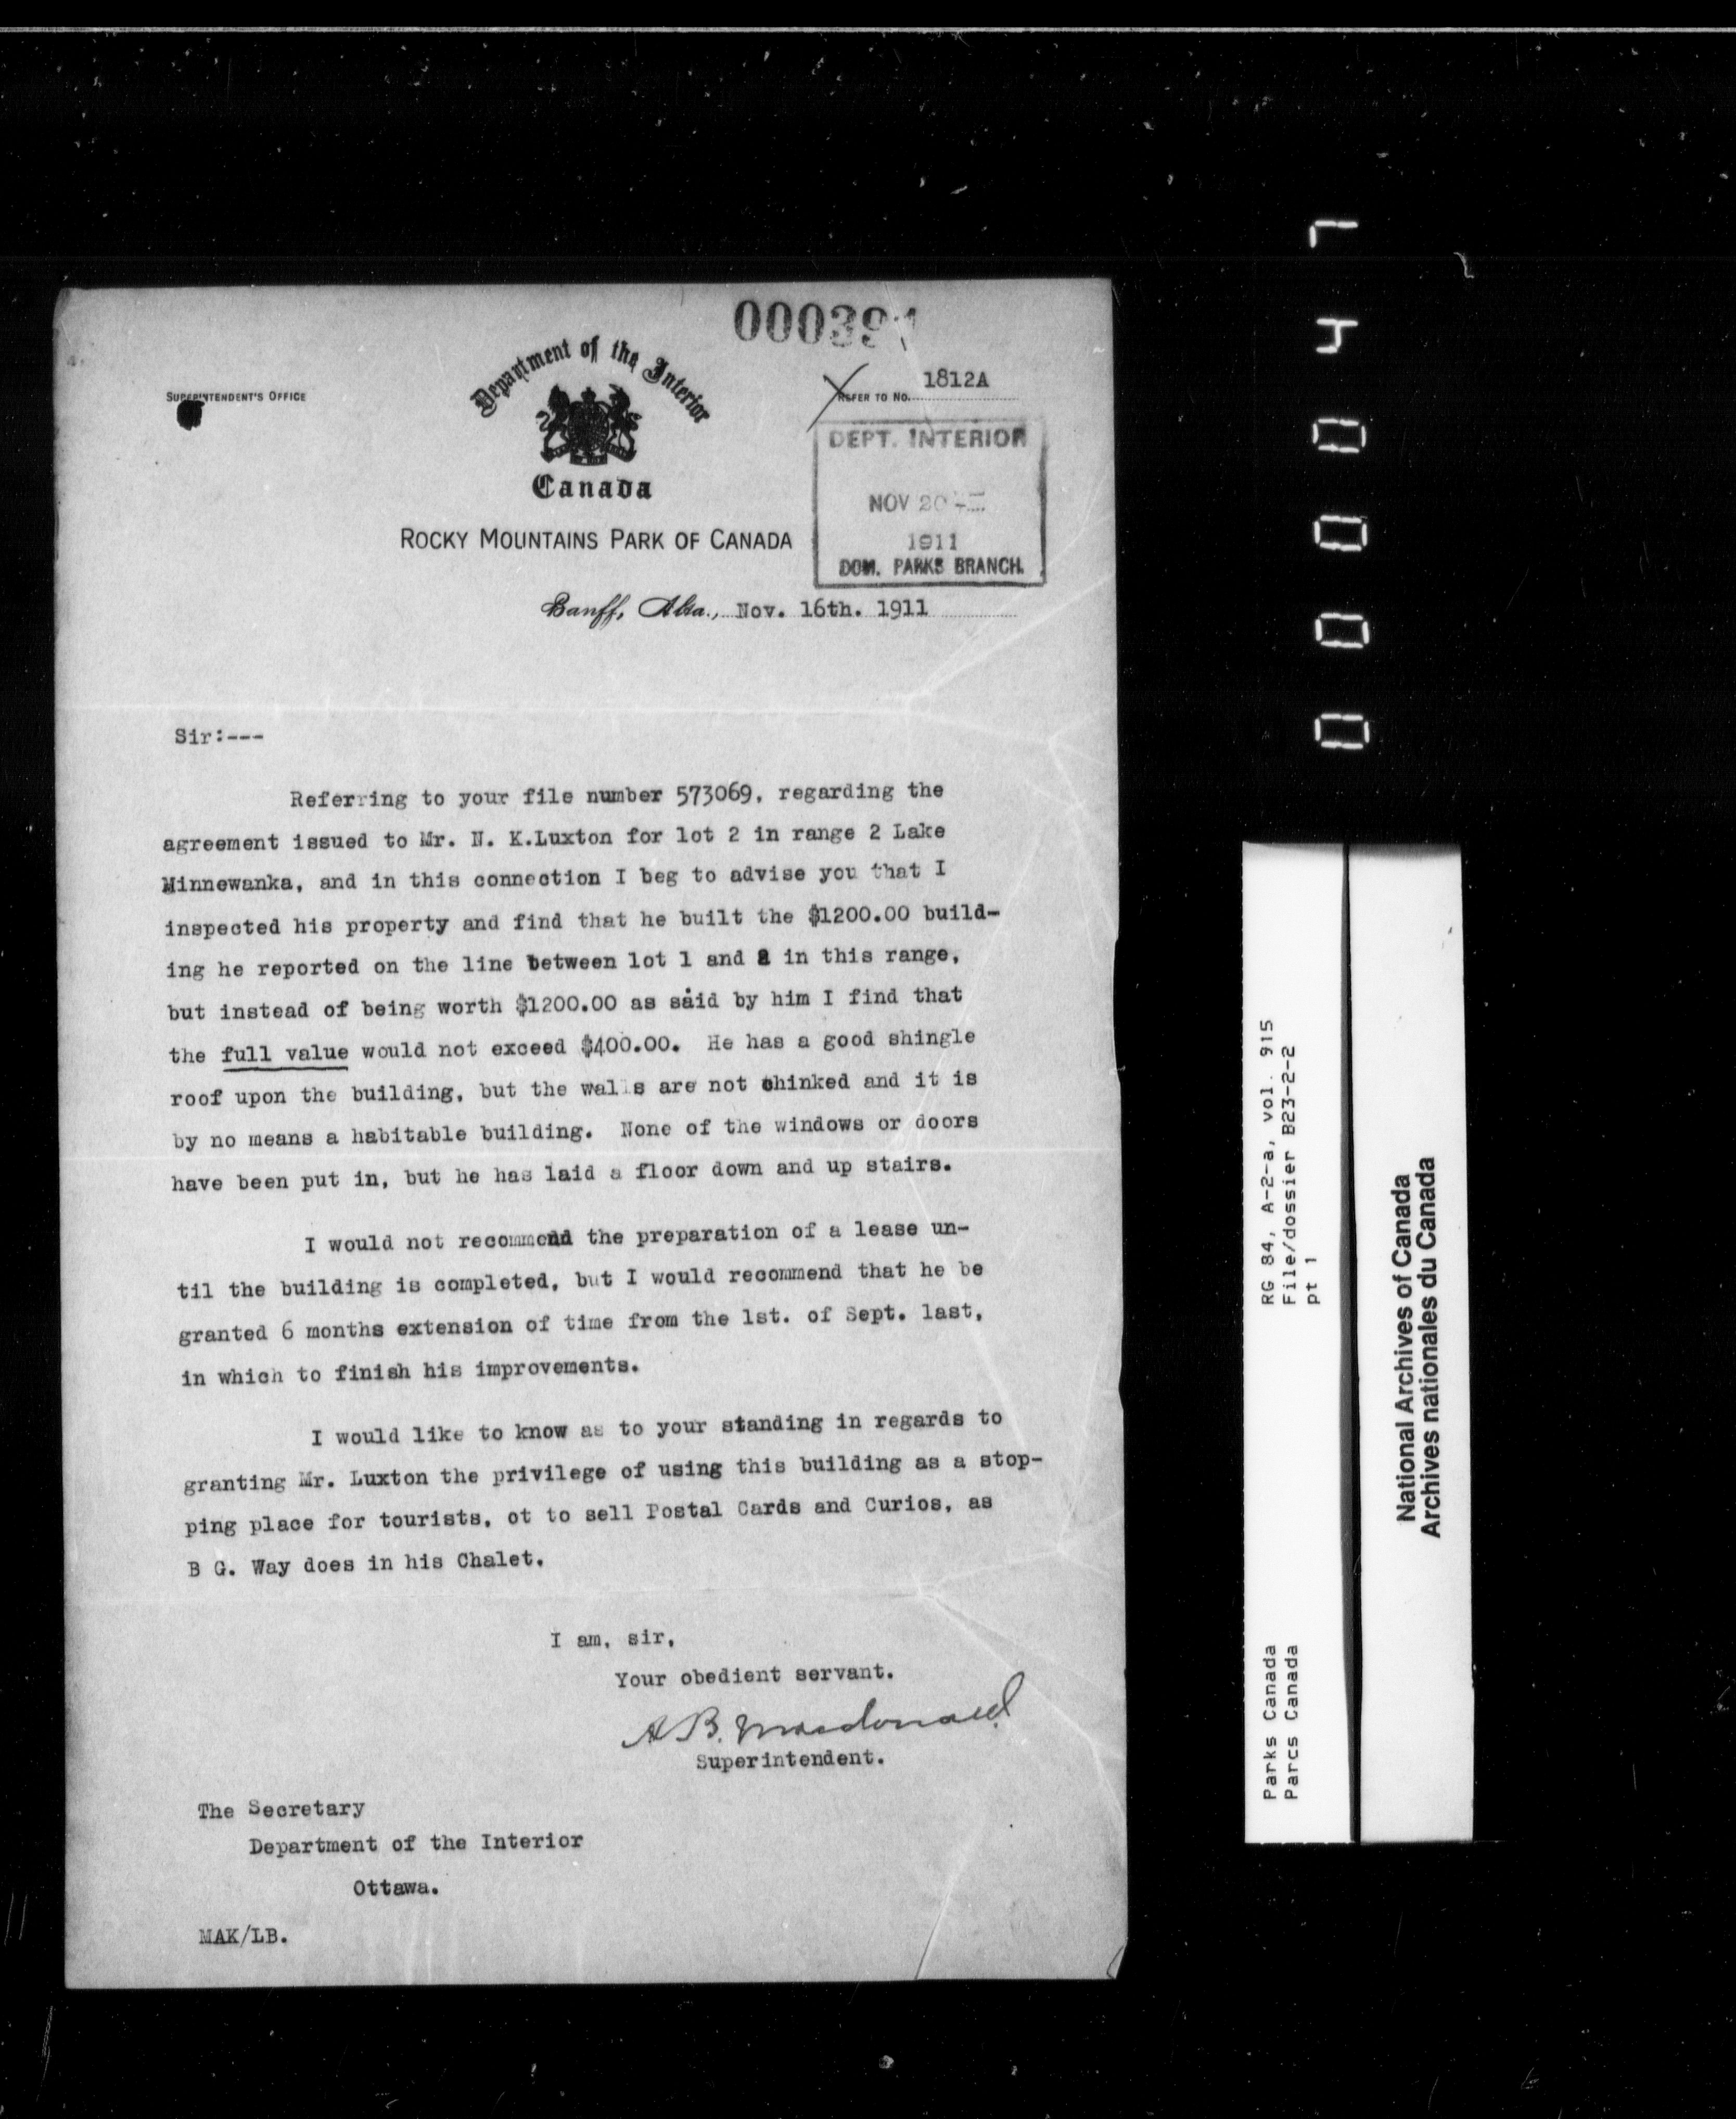 000391
Department of the Interior
Canada
SUPERINTENDENT'S OFFICE
REFER TO No. 1812A
DEPT. INTERIOR
NOV 20
1911
DOM. PARKS BRANCH.
ROCKY MOUNTAINS PARK OF CANADA
Banff, Alta., Nov. 16th. 1911
Sir:---
Referring to your file number 573069, regarding the
agreement issued to Mr. N. K.Luxton for lot 2 in range 2 Lake
Minnewanka, and in this connection I beg to advise you that I
inspected his property and find that he built the $1200.00 build-
ing he reported on the line between lot 1 and 2 in this range,
but instead of being worth $1200.00 as said by him I find that
the full value would not exceed $400.00. He has a good shingle
roof upon the building, but the walls are not chinked and it is
by no means a habitable building. None of the windows or doors
have been put in, but he has laid a floor down and up stairs.
I would not recommend the preparation of a lease un-
til the building is completed, but I would recommend that he be
granted 6 months extension of time from the 1st. of Sept. last,
in which to finish his improvements.
I would like to know as to your standing in regards to
granting Mr. Luxton the privilege of using this building as a stop-
ping place for tourists, ot to sell Postal Cards and Curios, as
B G. Way does in his Chalet.
I am, sir,
Your obedient servant.
A B. Macdonald
Superintendent.
The Secretary
Department of the Interior
Ottawa.
MAK/LB.
RG 84, A-2-a, vol. 915
File/dossier B23-2-2
pt 1
Parks Canada
Parcs Canada
National Archives of Canada
Archives nationales du Canada